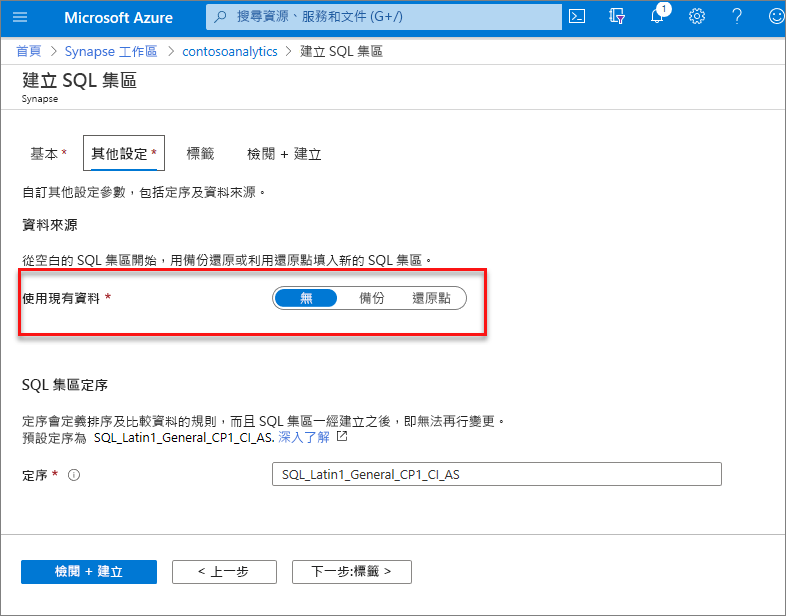 Microsoft Azure
搜尋資源、服務和文件 (G+/)
1
首頁 > Synapse 工作區 > contosoanalytics > 建立 SQL 集區
建立 SQL 集區
Synapse
基本 * 其他設定 * 標籤 檢閱 + 建立
自訂其他設定參數，包括定序及資料來源。
資料來源
從空白的 SQL 集區開始，用備份還原或利用還原點填入新的 SQL 集區。
使用現有資料 * 無 備份 還原點
SQL 集區定序
定序會定義排序及比較資料的規則，而且 SQL 集區一經建立之後，即無法再行變更。
預設定序為 SQL_Latin1_General_CP1_CI_AS. 深入了解
定序 * SQL_Latin1_General_CP1_CI_AS
檢閱 + 建立 < 上一步 下一步:標籤 >